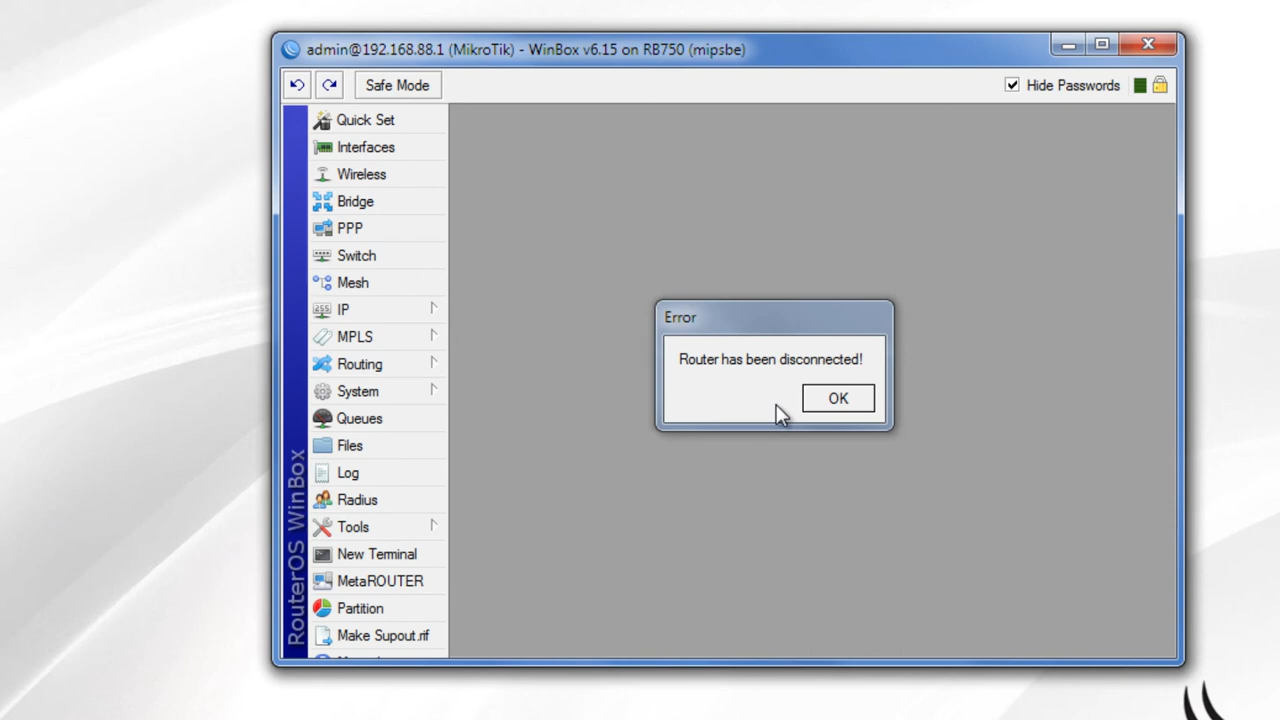 admin@192.168.88.1 (MikroTik) - WinBox v6.15 on RB750 (mipsbe)
Safe Mode
Hide Passwords
Quick Set
Interfaces
Wireless
Bridge
PPP
Switch
Mesh
255
IP
MPLS
Routing
System
Queues
Files
Log
Radius
Tools
New Terminal
MetaROUTER
Partition
Make Supout.rif
RouterOS WinBox
Error
Router has been disconnected!
OK